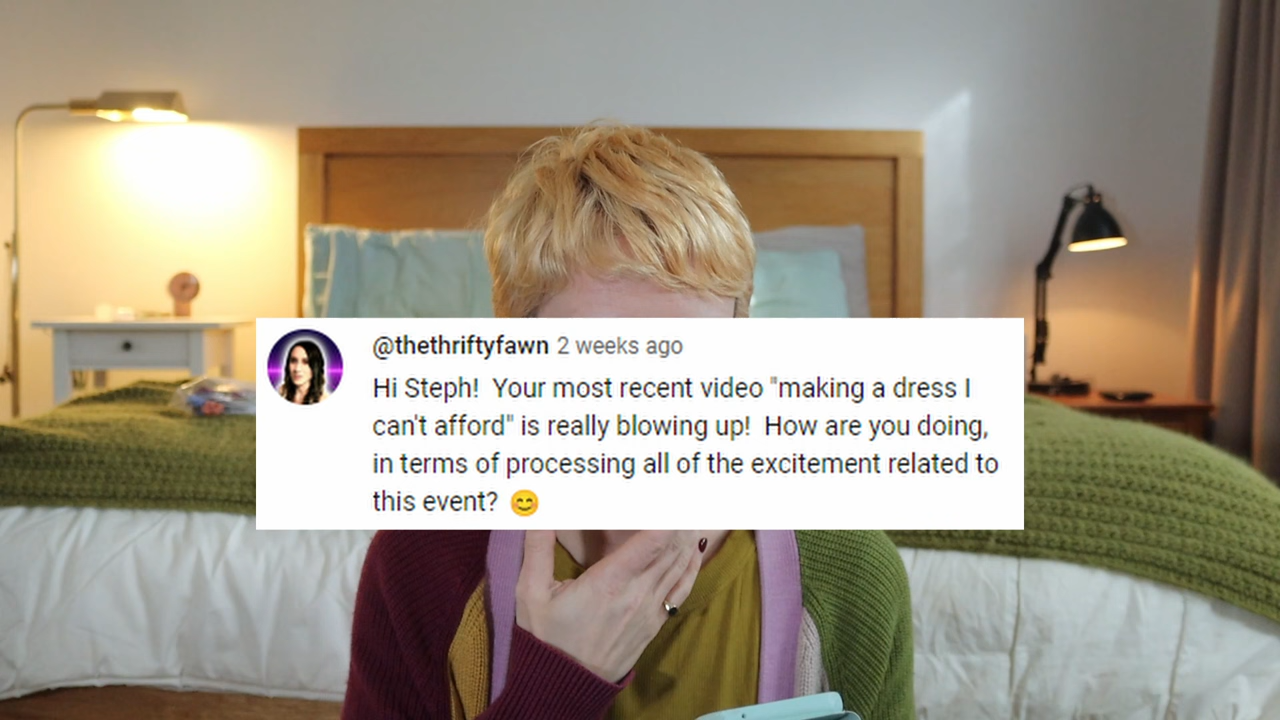 @thethriftyfawn 2 weeks ago
Hi Steph!  Your most recent video "making a dress I
can't afford" is really blowing up!  How are you doing,
in terms of processing all of the excitement related to
this event? 😊